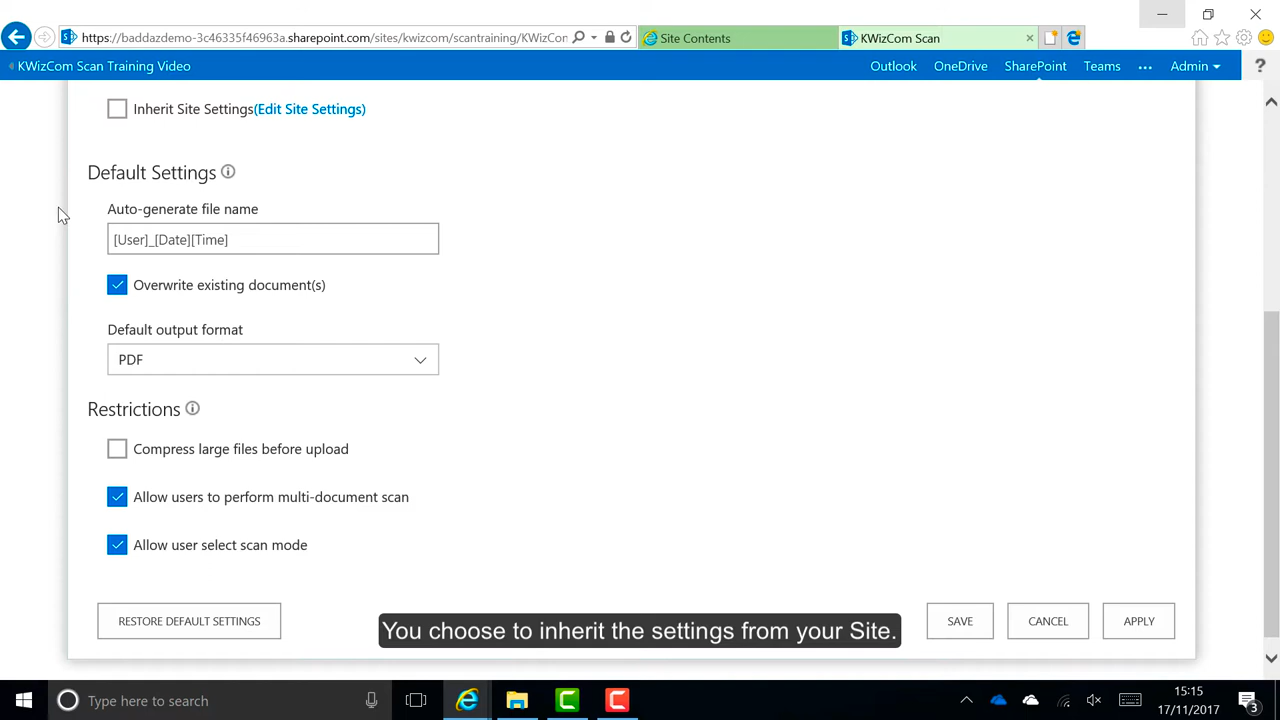 https://baddazdemo-3c46335f46963a.sharepoint.com/sites/kwizcom/scantraining/KWizCon
Site Contents
KWizCom Scan
KWizCom Scan Training Video
Outlook
OneDrive
SharePoint
Teams
...
Admin
?
Inherit Site Settings(Edit Site Settings)
Default Settings
Auto-generate file name
[User]_[Date][Time]
Overwrite existing document(s)
Default output format
PDF
Restrictions
Compress large files before upload
Allow users to perform multi-document scan
Allow user select scan mode
RESTORE DEFAULT SETTINGS
You choose to inherit the settings from your Site.
SAVE
CANCEL
APPLY
Type here to search
15:15
17/11/2017
3